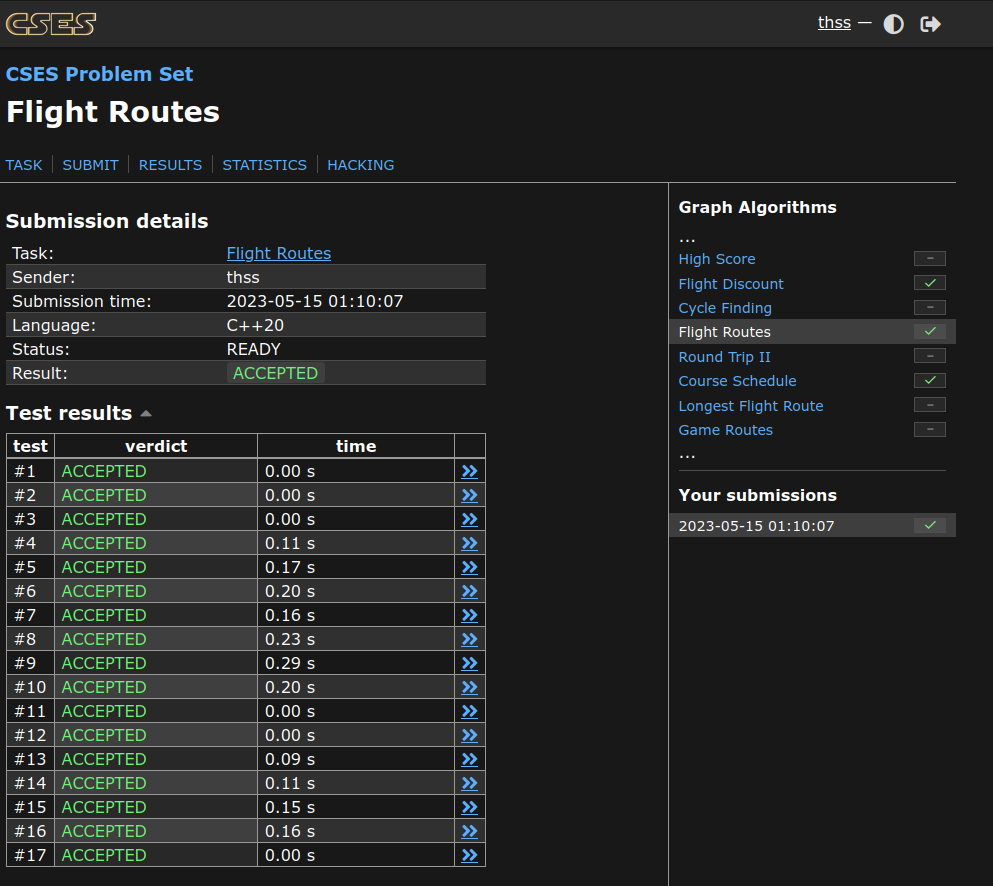 CSES
thss —
CSES Problem Set
Flight Routes
TASK | SUBMIT | RESULTS | STATISTICS | HACKING
Submission details
Task: Flight Routes
Sender: thss
Submission time: 2023-05-15 01:10:07
Language: C++20
Status: READY
Result: ACCEPTED
Test results
test verdict time
#1 ACCEPTED 0.00 s »
#2 ACCEPTED 0.00 s »
#3 ACCEPTED 0.00 s »
#4 ACCEPTED 0.11 s »
#5 ACCEPTED 0.17 s »
#6 ACCEPTED 0.20 s »
#7 ACCEPTED 0.16 s »
#8 ACCEPTED 0.23 s »
#9 ACCEPTED 0.29 s »
#10 ACCEPTED 0.20 s »
#11 ACCEPTED 0.00 s »
#12 ACCEPTED 0.00 s »
#13 ACCEPTED 0.09 s »
#14 ACCEPTED 0.11 s »
#15 ACCEPTED 0.15 s »
#16 ACCEPTED 0.16 s »
#17 ACCEPTED 0.00 s »
Graph Algorithms
...
High Score –
Flight Discount ✓
Cycle Finding –
Flight Routes ✓
Round Trip II –
Course Schedule ✓
Longest Flight Route –
Game Routes –
...
Your submissions
2023-05-15 01:10:07 ✓